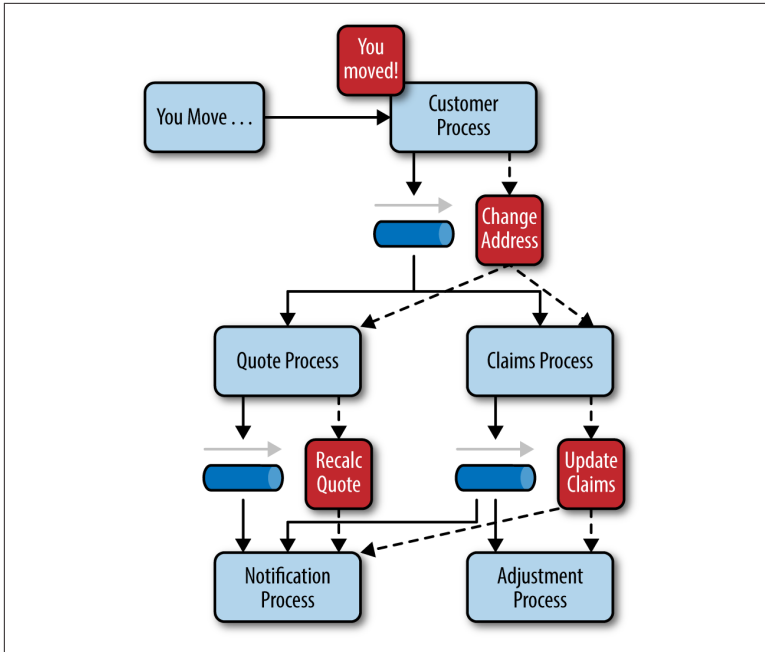 You
moved!
You Move . . .
Customer
Process
Change
Address
Quote Process
Claims Process
Recalc
Quote
Update
Claims
Notification
Process
Adjustment
Process